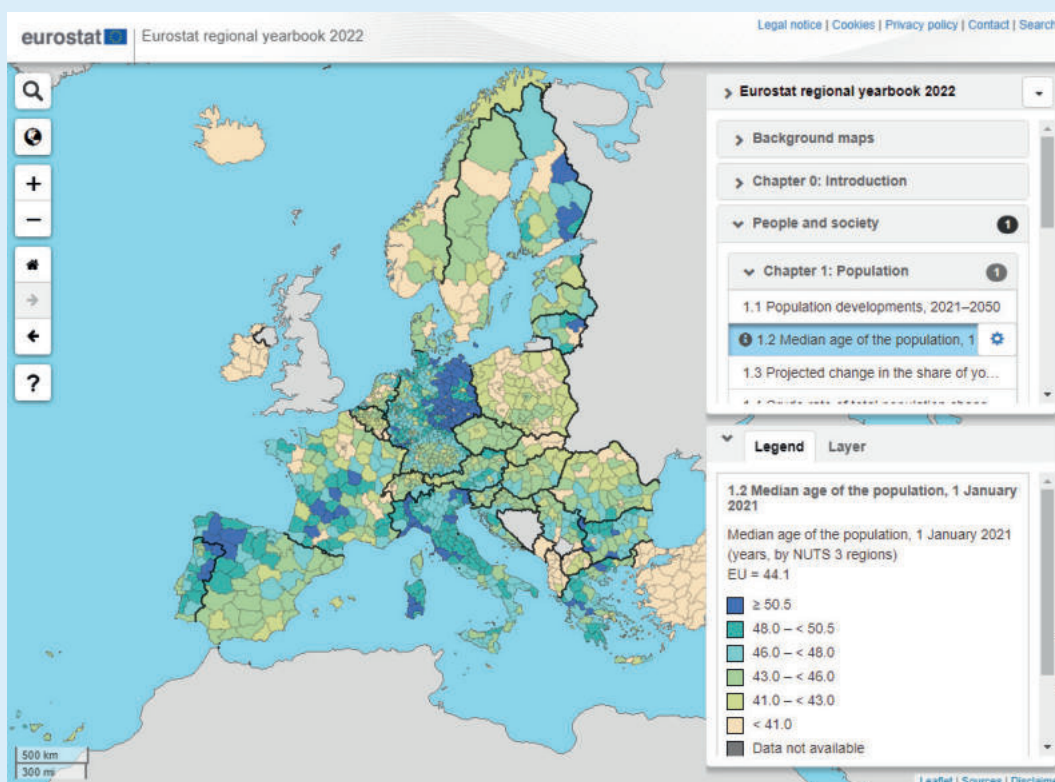 eurostat
Eurostat regional yearbook 2022
Legal notice | Cookies | Privacy policy | Contact | Search
Eurostat regional yearbook 2022
Background maps
Chapter 0: Introduction
People and society 1
Chapter 1: Population 1
1.1 Population developments, 2021–2050
1.2 Median age of the population, 1
1.3 Projected change in the share of yo...
+
−
?
Legend Layer
1.2 Median age of the population, 1 January
2021
Median age of the population, 1 January 2021
(years, by NUTS 3 regions)
EU = 44.1
≥ 50.5
48.0 – < 50.5
46.0 – < 48.0
43.0 – < 46.0
41.0 – < 43.0
< 41.0
Data not available
500 km
300 mi
Leaflet | Sources | Disclaime